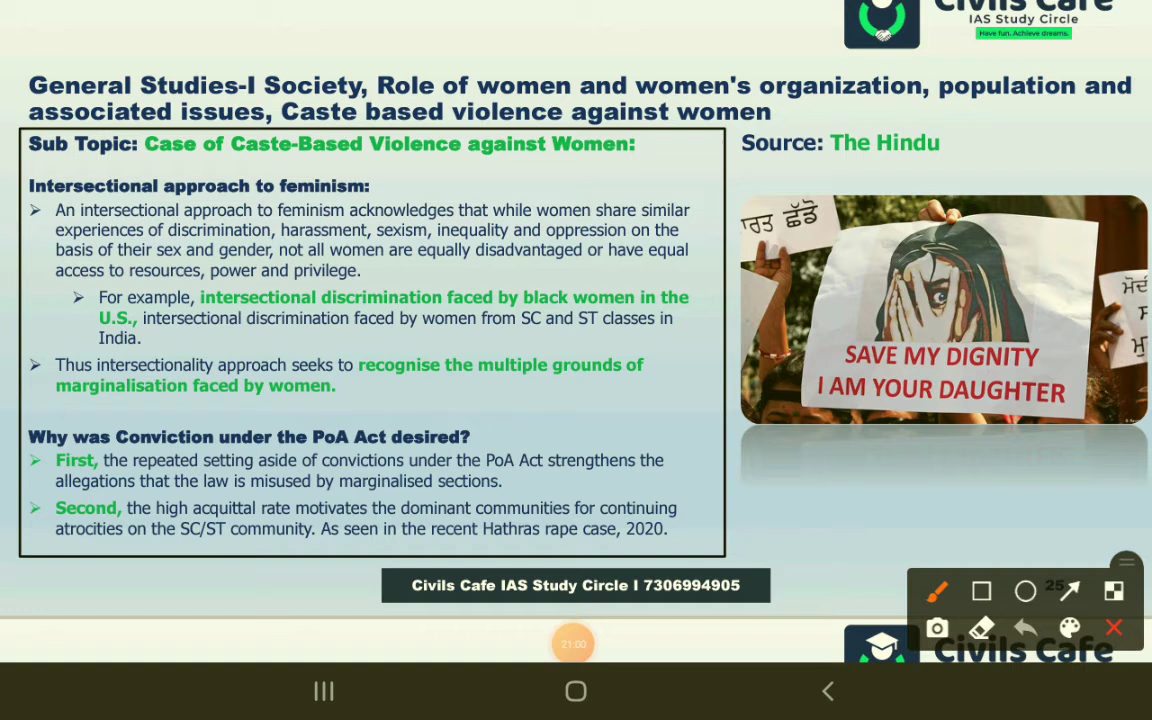 Civils Cafe
IAS Study Circle
Have fun. Achieve dreams.
General Studies-I Society, Role of women and women's organization, population and
associated issues, Caste based violence against women
Sub Topic: Case of Caste-Based Violence against Women:
Source: The Hindu
Intersectional approach to feminism:
An intersectional approach to feminism acknowledges that while women share similar
experiences of discrimination, harassment, sexism, inequality and oppression on the
basis of their sex and gender, not all women are equally disadvantaged or have equal
access to resources, power and privilege.
For example, intersectional discrimination faced by black women in the
U.S., intersectional discrimination faced by women from SC and ST classes in
India.
Thus intersectionality approach seeks to recognise the multiple grounds of
marginalisation faced by women.
Why was Conviction under the PoA Act desired?
First, the repeated setting aside of convictions under the PoA Act strengthens the
allegations that the law is misused by marginalised sections.
Second, the high acquittal rate motivates the dominant communities for continuing
atrocities on the SC/ST community. As seen in the recent Hathras rape case, 2020.
ਛੱਡੋ
SAVE MY DIGNITY
I AM YOUR DAUGHTER
Civils Cafe IAS Study Circle I 7306994905
25
21:00
Civils Cafe